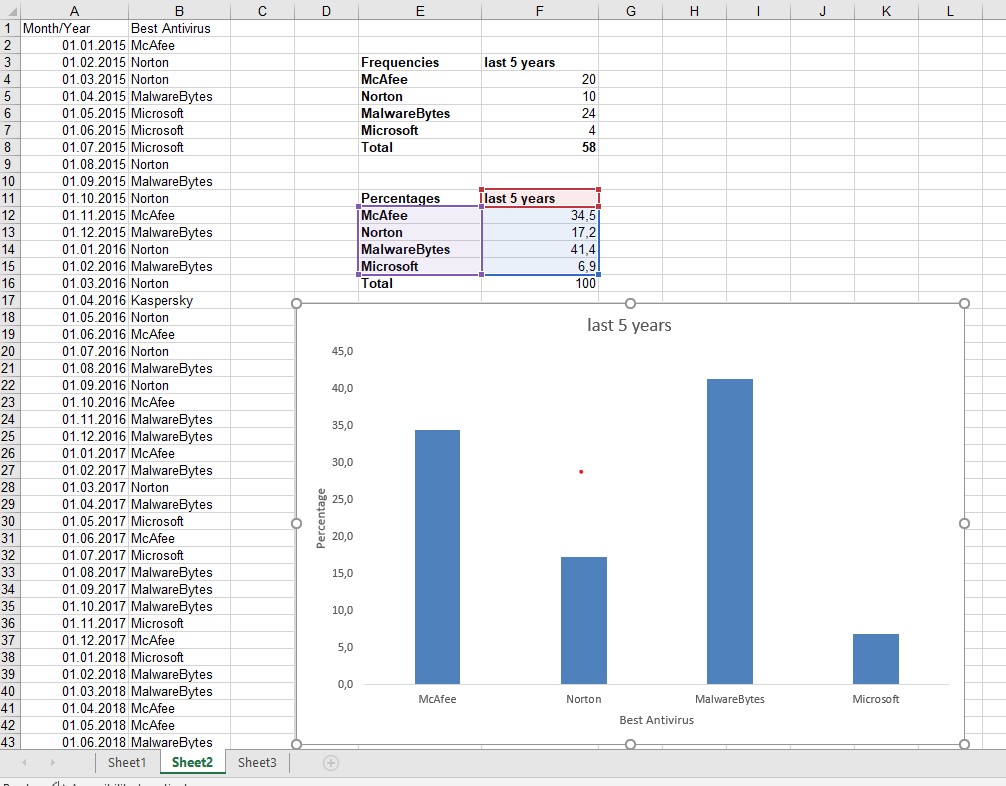 A B C D E F G H I J K L
1 Month/Year Best Antivirus
2 01.01.2015 McAfee
3 01.02.2015 Norton Frequencies last 5 years
4 01.03.2015 Norton McAfee 20
5 01.04.2015 MalwareBytes Norton 10
6 01.05.2015 Microsoft MalwareBytes 24
7 01.06.2015 Microsoft Microsoft 4
8 01.07.2015 Microsoft Total 58
9 01.08.2015 Norton
10 01.09.2015 MalwareBytes
11 01.10.2015 Norton Percentages last 5 years
12 01.11.2015 McAfee McAfee 34,5
13 01.12.2015 MalwareBytes Norton 17,2
14 01.01.2016 Norton MalwareBytes 41,4
15 01.02.2016 MalwareBytes Microsoft 6,9
16 01.03.2016 Norton Total 100
17 01.04.2016 Kaspersky
18 01.05.2016 Norton
19 01.06.2016 McAfee
20 01.07.2016 Norton
21 01.08.2016 MalwareBytes
22 01.09.2016 Norton
23 01.10.2016 McAfee
24 01.11.2016 MalwareBytes
25 01.12.2016 MalwareBytes
26 01.01.2017 McAfee
27 01.02.2017 MalwareBytes
28 01.03.2017 Norton
29 01.04.2017 MalwareBytes
30 01.05.2017 Microsoft
31 01.06.2017 McAfee
32 01.07.2017 Microsoft
33 01.08.2017 MalwareBytes
34 01.09.2017 MalwareBytes
35 01.10.2017 MalwareBytes
36 01.11.2017 Microsoft
37 01.12.2017 McAfee
38 01.01.2018 Microsoft
39 01.02.2018 MalwareBytes
40 01.03.2018 MalwareBytes
41 01.04.2018 McAfee
42 01.05.2018 McAfee
43 01.06.2018 MalwareBytes
last 5 years
45,0
40,0
35,0
30,0
25,0
20,0
15,0
10,0
5,0
0,0
Percentage
McAfee Norton MalwareBytes Microsoft
Best Antivirus
Sheet1 Sheet2 Sheet3